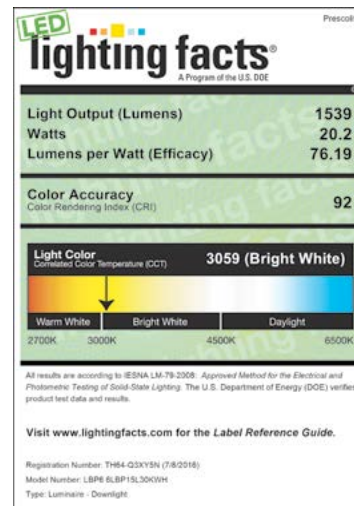 LED
Prescolit
lighting facts®
A Program of the U.S. DOE
Light Output (Lumens) 1539
Watts 20.2
Lumens per Watt (Efficacy) 76.19
Color Accuracy
Color Rendering Index (CRI) 92
Light Color
Correlated Color Temperature (CCT) 3059 (Bright White)
Warm White Bright White Daylight
2700K 3000K 4500K 6500K
All results are according to IESNA LM-79-2008: Approved Method for the Electrical and
Photometric Testing of Solid-State Lighting. The U.S. Department of Energy (DOE) verifies
product test data and results.
Visit www.lightingfacts.com for the Label Reference Guide.
Registration Number: TH64-Q3XY5N (7/8/2016)
Model Number: LBP6 6LBP15L30KWH
Type: Luminaire - Downlight